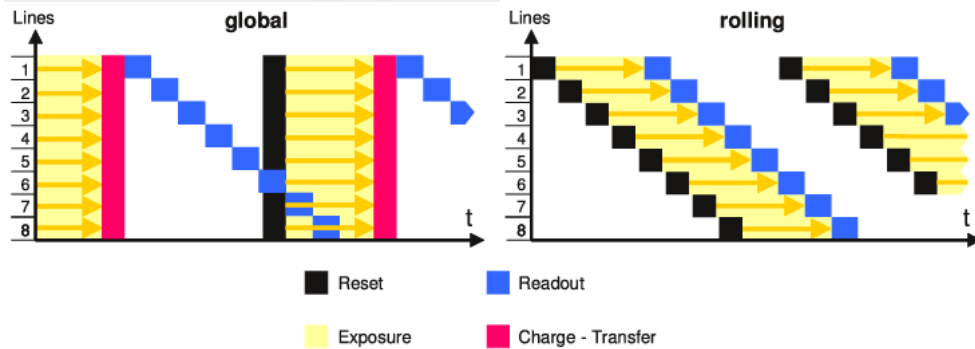 Lines
global
1
2
3
4
5
6
7
8
t
Lines
rolling
1
2
3
4
5
6
7
8
t
Reset
Readout
Exposure
Charge - Transfer